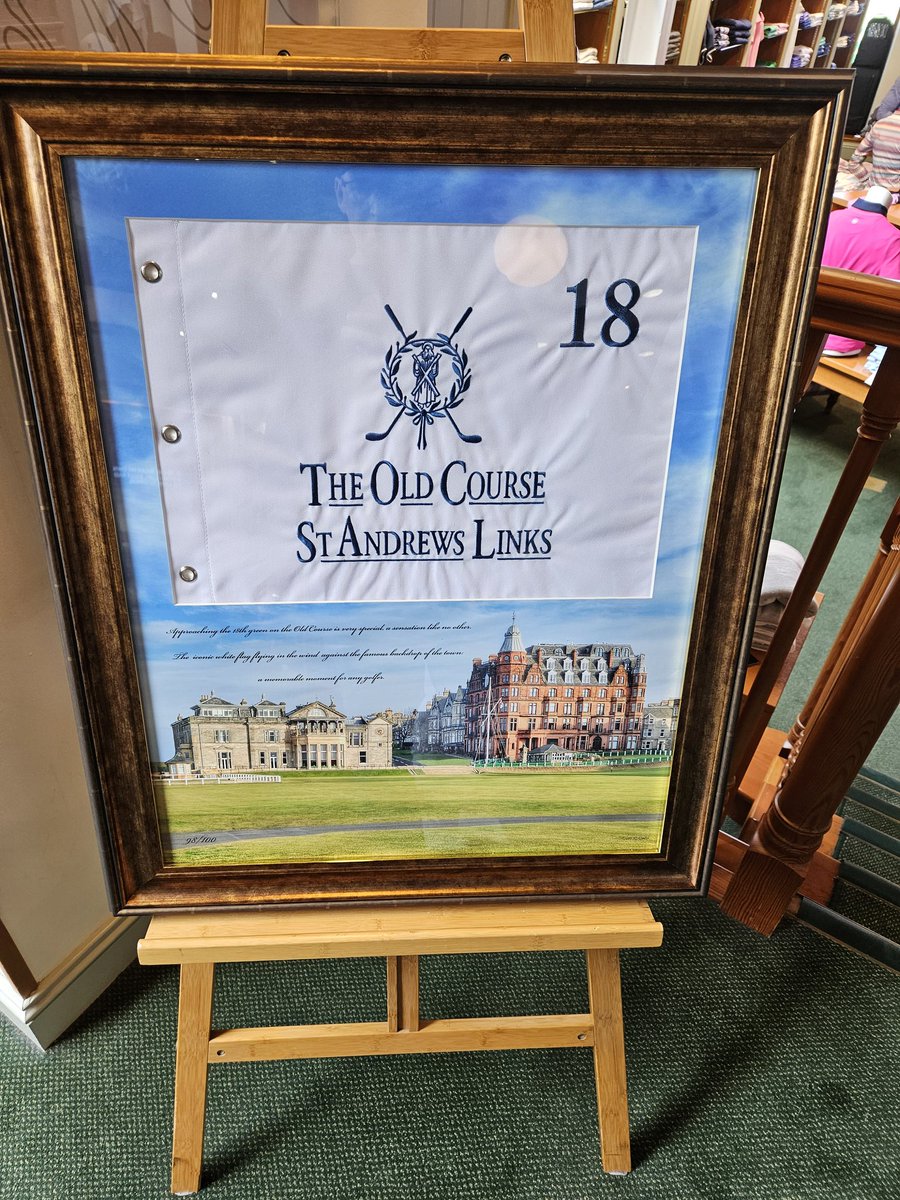 18
THE OLD COURSE
ST ANDREWS LINKS
Approaching the 18th green on the Old Course is very special, a sensation like no other.
The iconic white flag flying in the wind against the famous backdrop of the town
a memorable moment for any golfer.
98/100